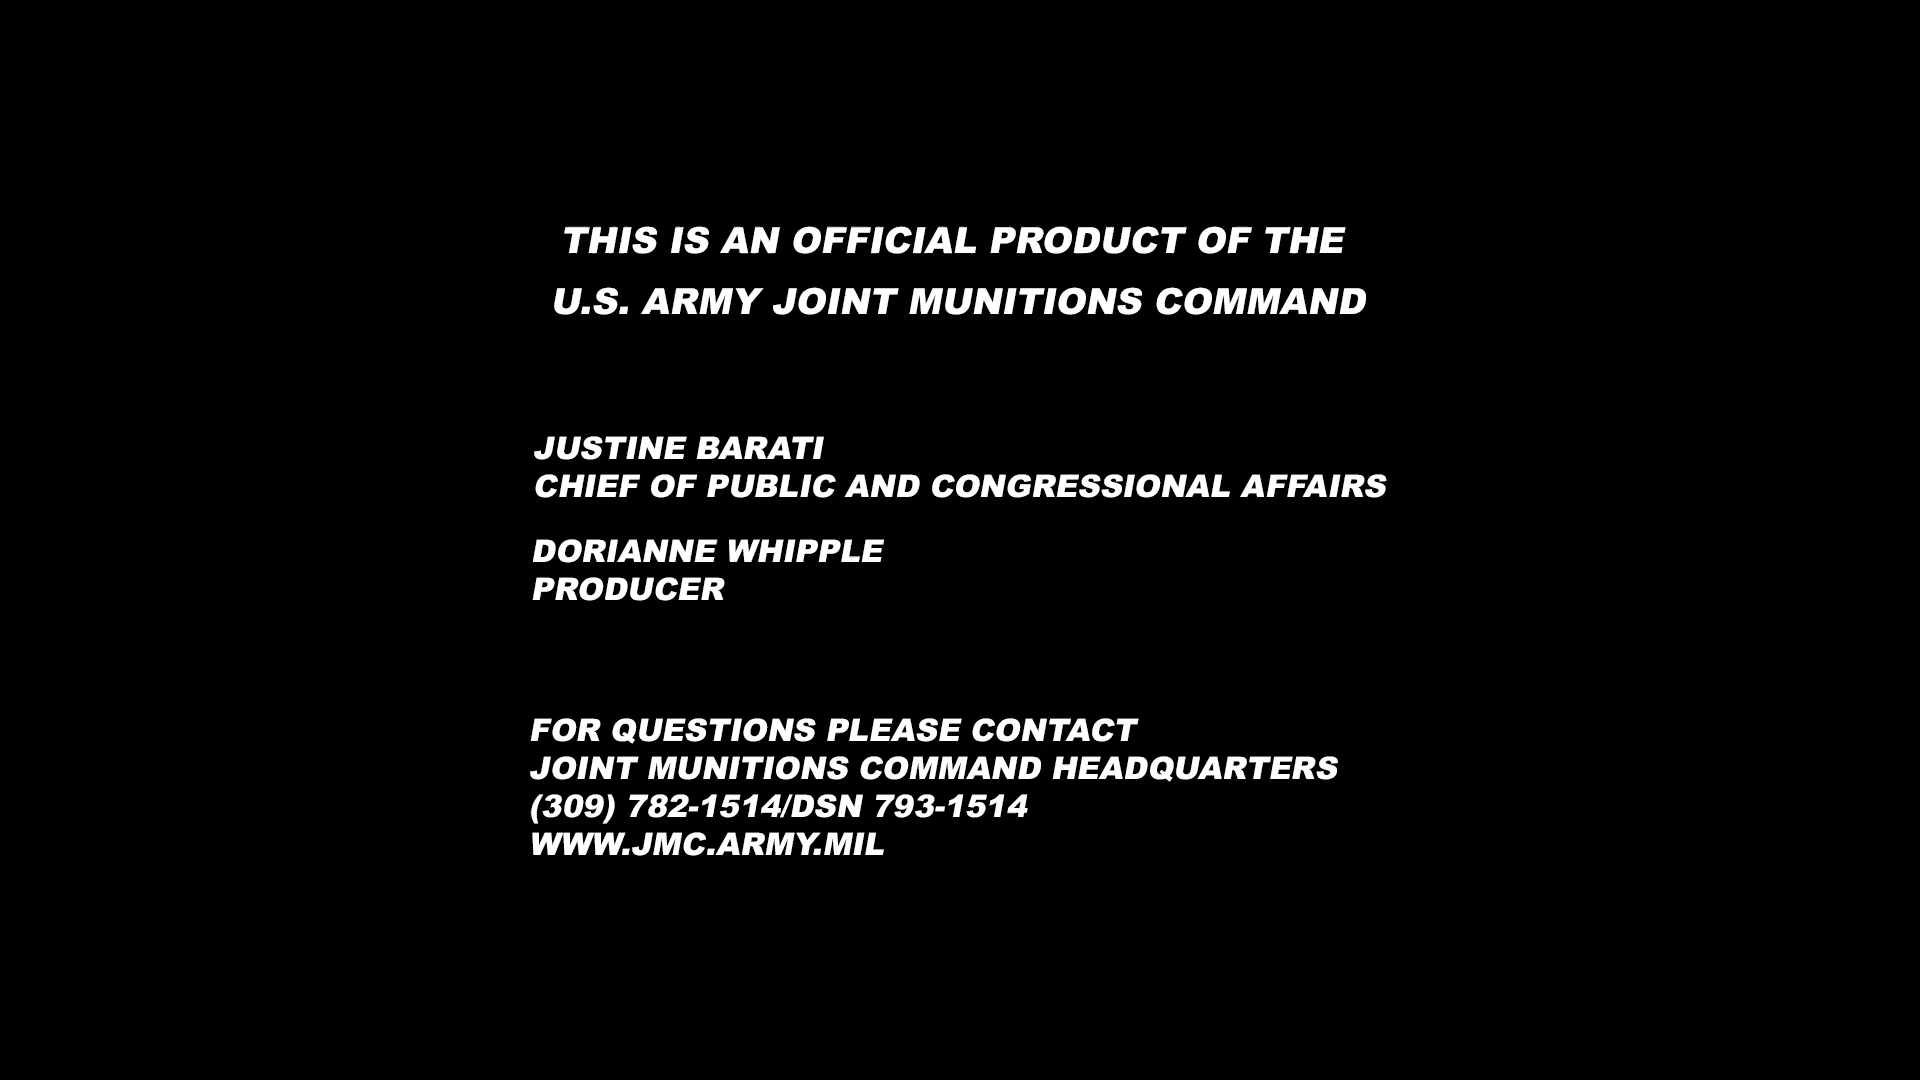 THIS IS AN OFFICIAL PRODUCT OF THE
U.S. ARMY JOINT MUNITIONS COMMAND
JUSTINE BARATI
CHIEF OF PUBLIC AND CONGRESSIONAL AFFAIRS
DORIANNE WHIPPLE
PRODUCER
FOR QUESTIONS PLEASE CONTACT
JOINT MUNITIONS COMMAND HEADQUARTERS
(309) 782-1514/DSN 793-1514
WWW.JMC.ARMY.MIL